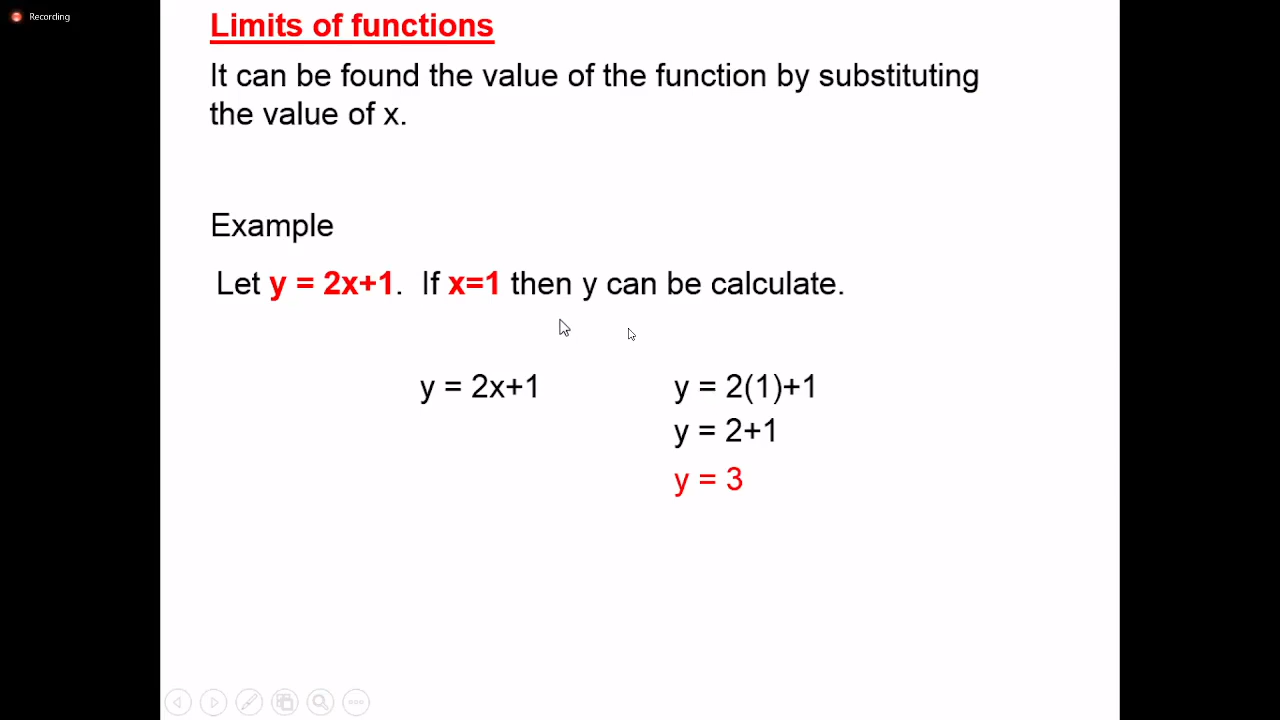 Recording
Limits of functions
It can be found the value of the function by substituting
the value of x.
Example
Let y = 2x+1. If x=1 then y can be calculate.
y = 2x+1
y = 2(1)+1
y = 2+1
y = 3